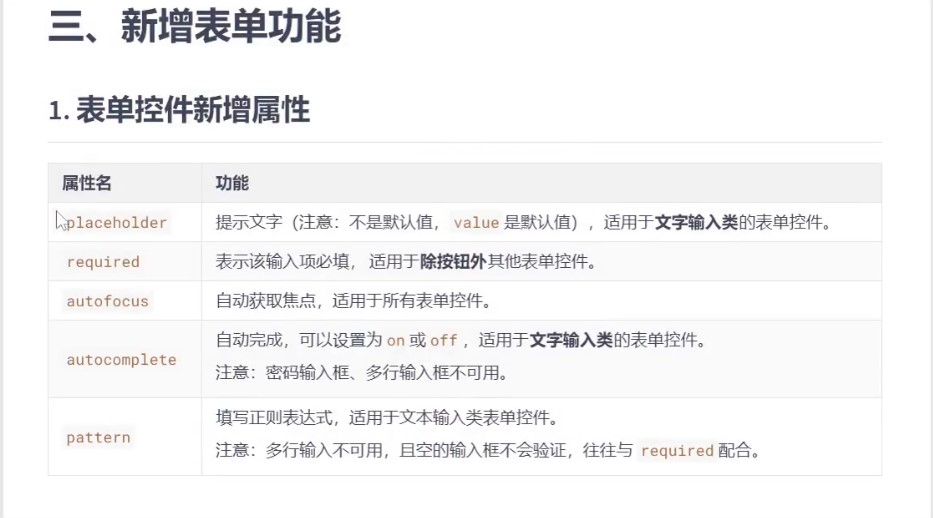 三、新增表单功能
1. 表单控件新增属性
属性名 功能
placeholder 提示文字（注意：不是默认值， value 是默认值），适用于文字输入类的表单控件。
required 表示该输入项必填，适用于除按钮外其他表单控件。
autofocus 自动获取焦点，适用于所有表单控件。
autocomplete 自动完成，可以设置为 on 或 off ，适用于文字输入类的表单控件。
注意：密码输入框、多行输入框不可用。
pattern 填写正则表达式，适用于文本输入类表单控件。
注意：多行输入不可用，且空的输入框不会验证，往往与 required 配合。